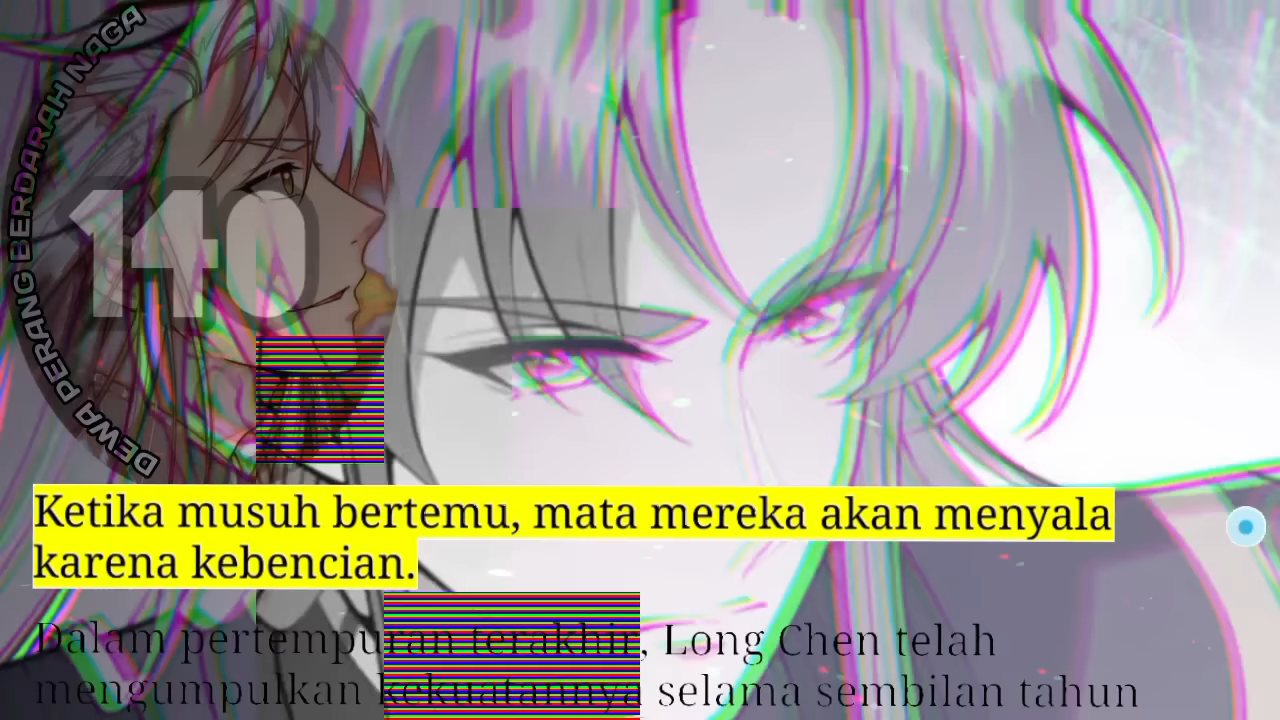 DEWA PERANG BERDARAH NAGA
140
Ketika musuh bertemu, mata mereka akan menyala
karena kebencian.
Dalam pertempuran terakhir, Long Chen telah
mengumpulkan kekuatannya selama sembilan tahun